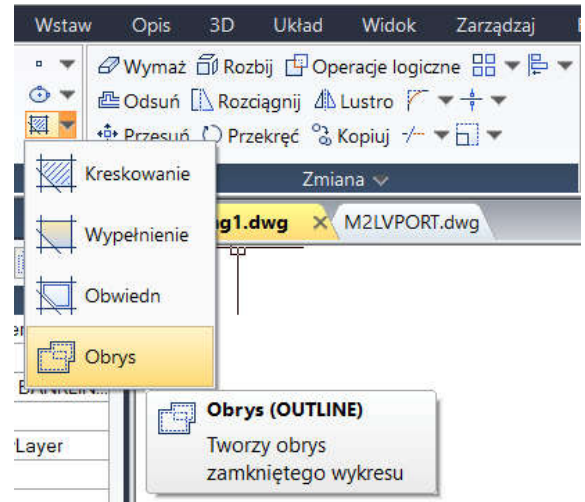 Wstaw Opis 3D Układ Widok Zarządzaj
Wymaż Rozbij Operacje logiczne
Odsuń Rozciągnij Lustro
Przesuń Przekręć Kopiuj
Kreskowanie
Zmiana
Wypełnienie
ng1.dwg M2LVPORT.dwg
Obwiedn
Obrys
Obrys (OUTLINE)
Layer
Tworzy obrys
zamkniętego wykresu